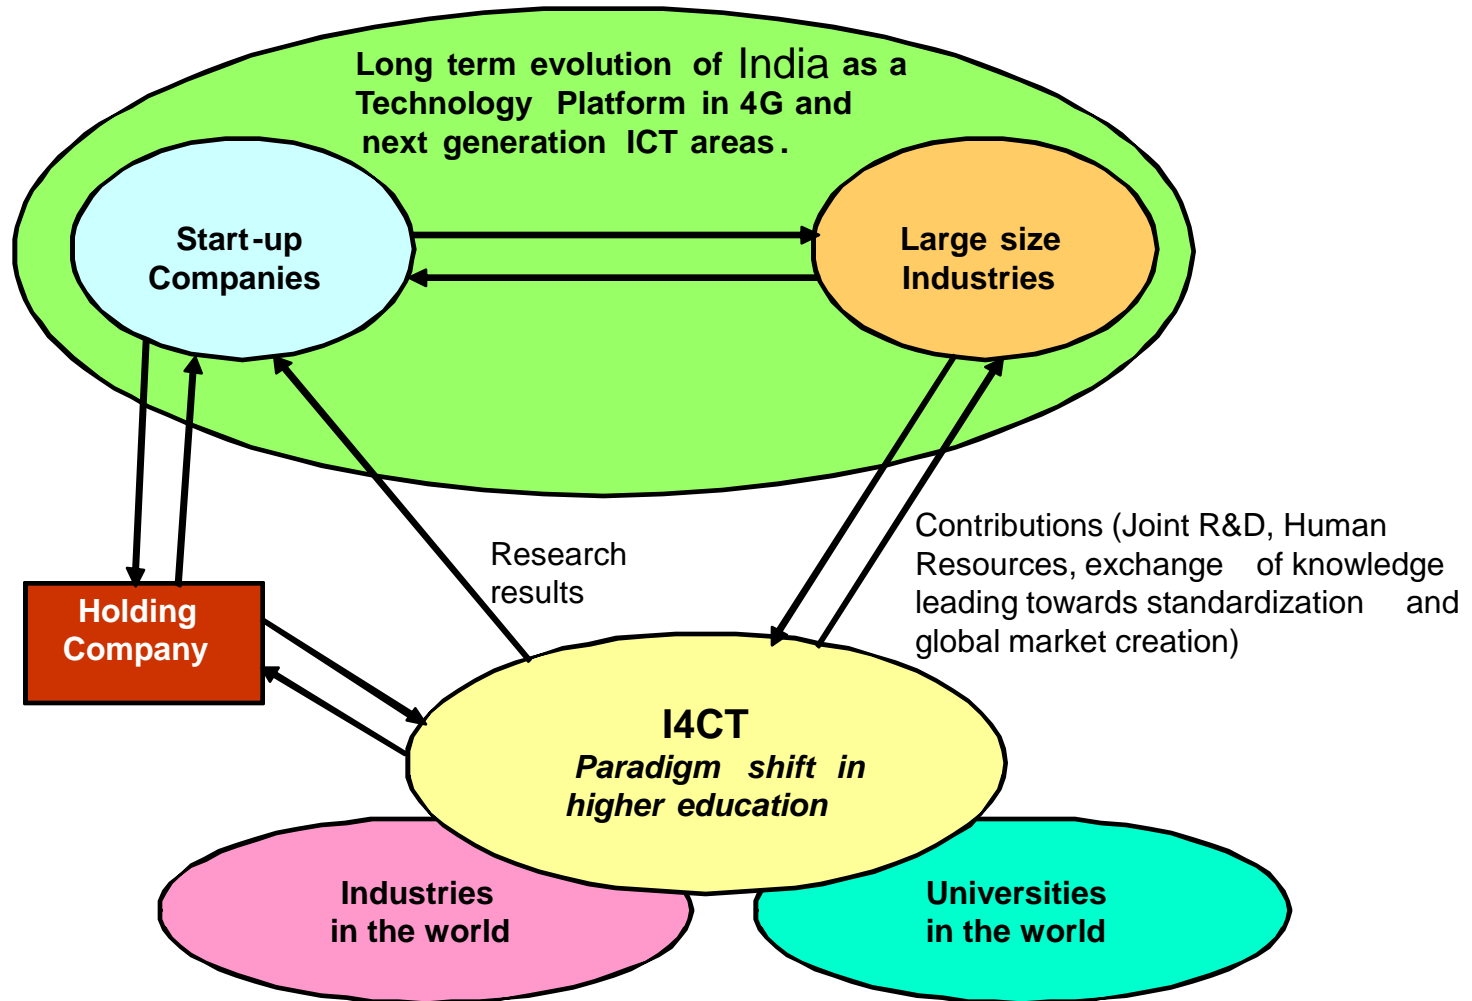 Long term evolution of India as a
Technology Platform in 4G and
next generation ICT areas.
Start-up
Companies
Large size
Industries
Research
results
Contributions (Joint R&D, Human
Resources, exchange of knowledge
leading towards standardization and
global market creation)
Holding
Company
I4CT
Paradigm shift in
higher education
Industries
in the world
Universities
in the world